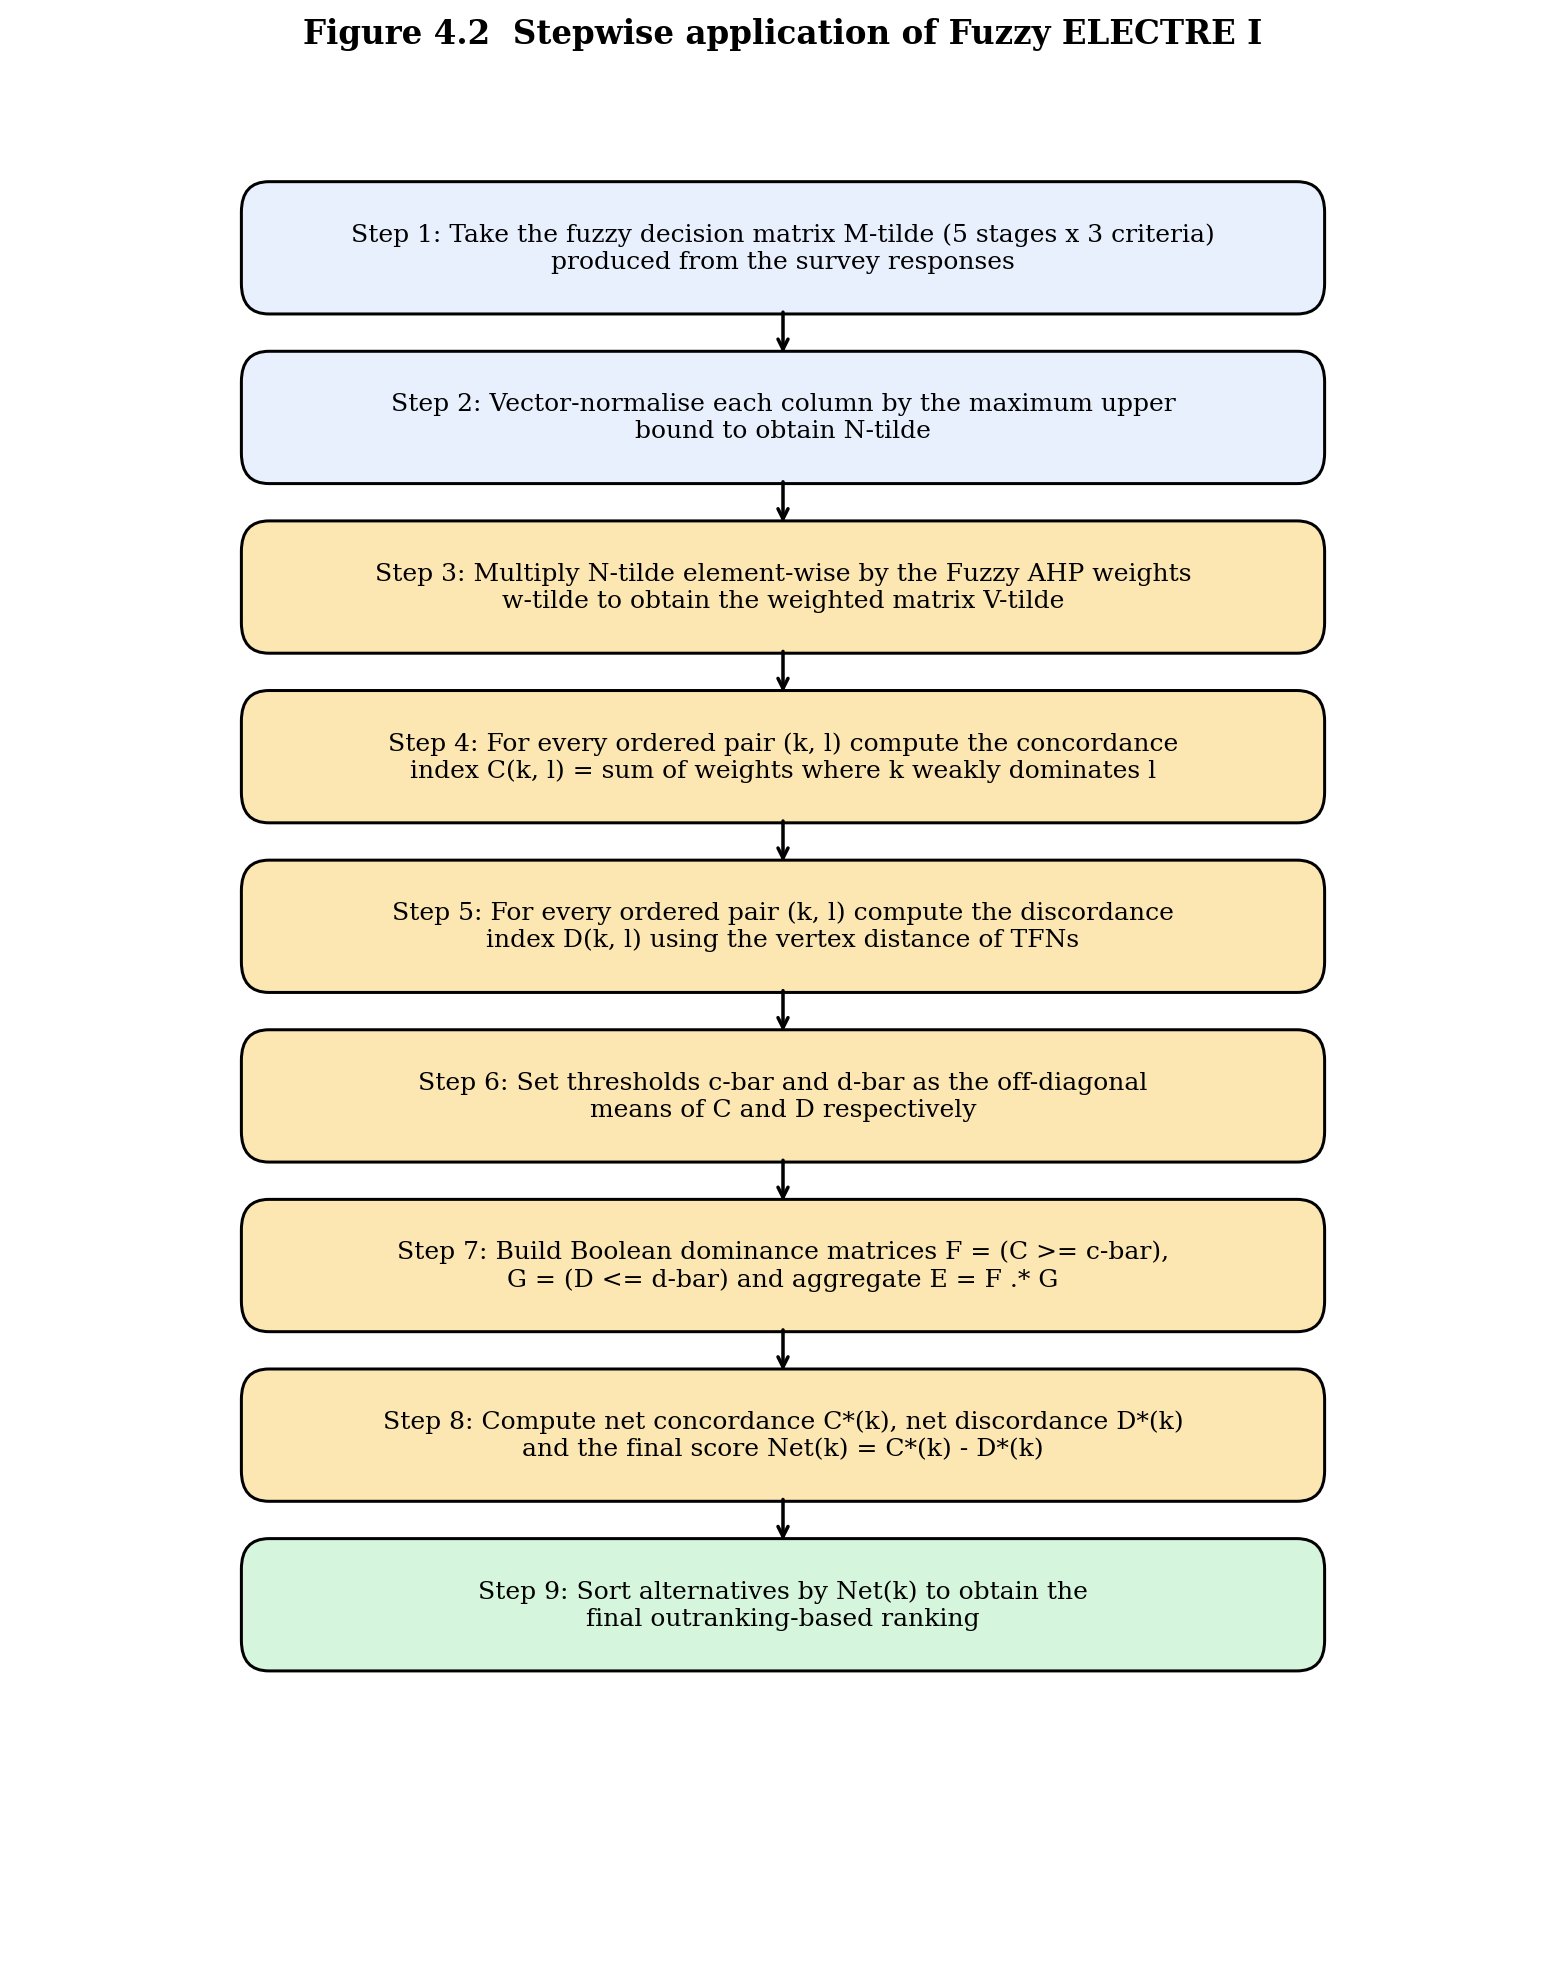 Figure 4.2  Stepwise application of Fuzzy ELECTRE I
Step 1: Take the fuzzy decision matrix M-tilde (5 stages x 3 criteria)
produced from the survey responses
Step 2: Vector-normalise each column by the maximum upper
bound to obtain N-tilde
Step 3: Multiply N-tilde element-wise by the Fuzzy AHP weights
w-tilde to obtain the weighted matrix V-tilde
Step 4: For every ordered pair (k, l) compute the concordance
index C(k, l) = sum of weights where k weakly dominates l
Step 5: For every ordered pair (k, l) compute the discordance
index D(k, l) using the vertex distance of TFNs
Step 6: Set thresholds c-bar and d-bar as the off-diagonal
means of C and D respectively
Step 7: Build Boolean dominance matrices F = (C >= c-bar),
G = (D <= d-bar) and aggregate E = F .* G
Step 8: Compute net concordance C*(k), net discordance D*(k)
and the final score Net(k) = C*(k) - D*(k)
Step 9: Sort alternatives by Net(k) to obtain the
final outranking-based ranking